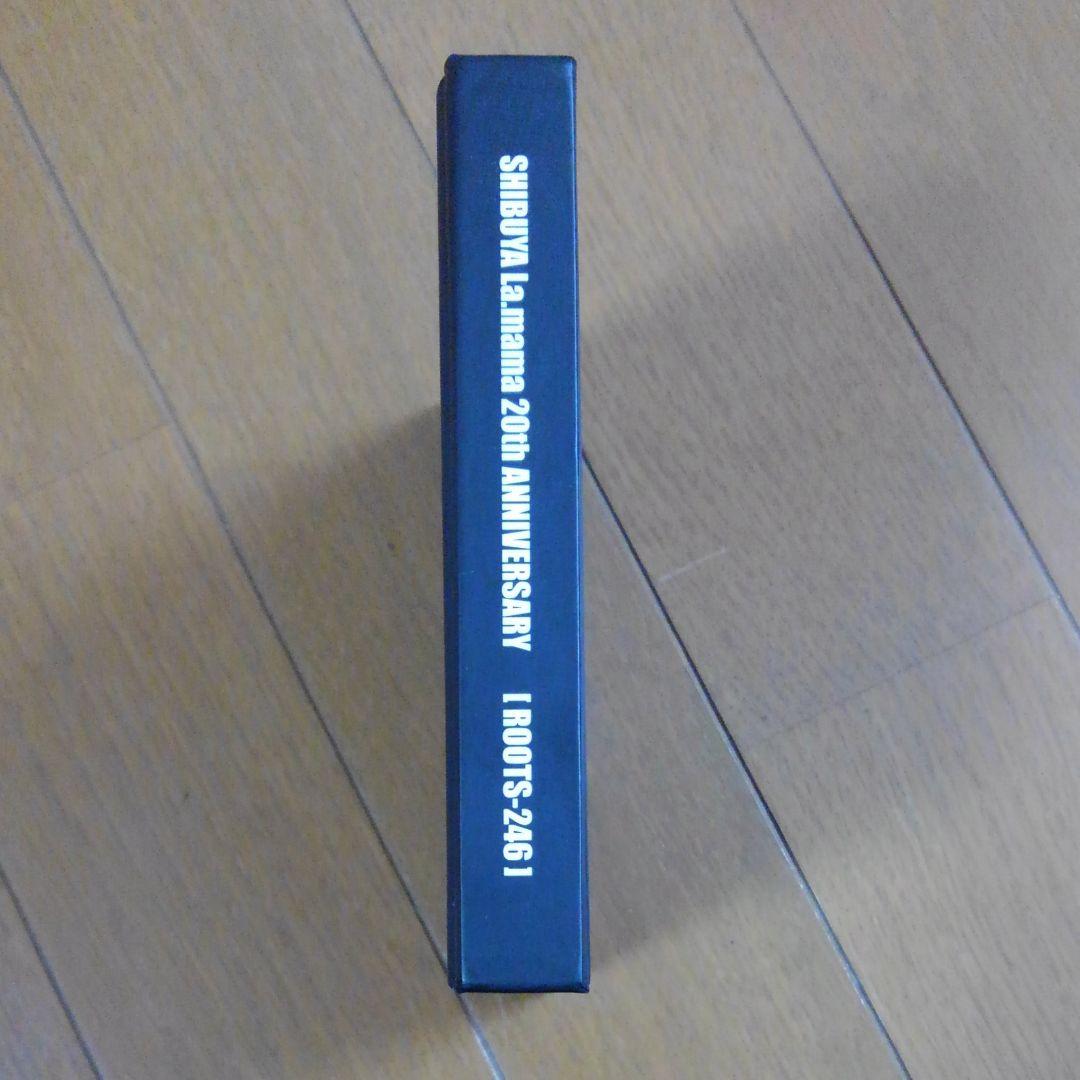 SHIBUYA La.mama 20th ANNIVERSARY [ ROOTS-246 ]